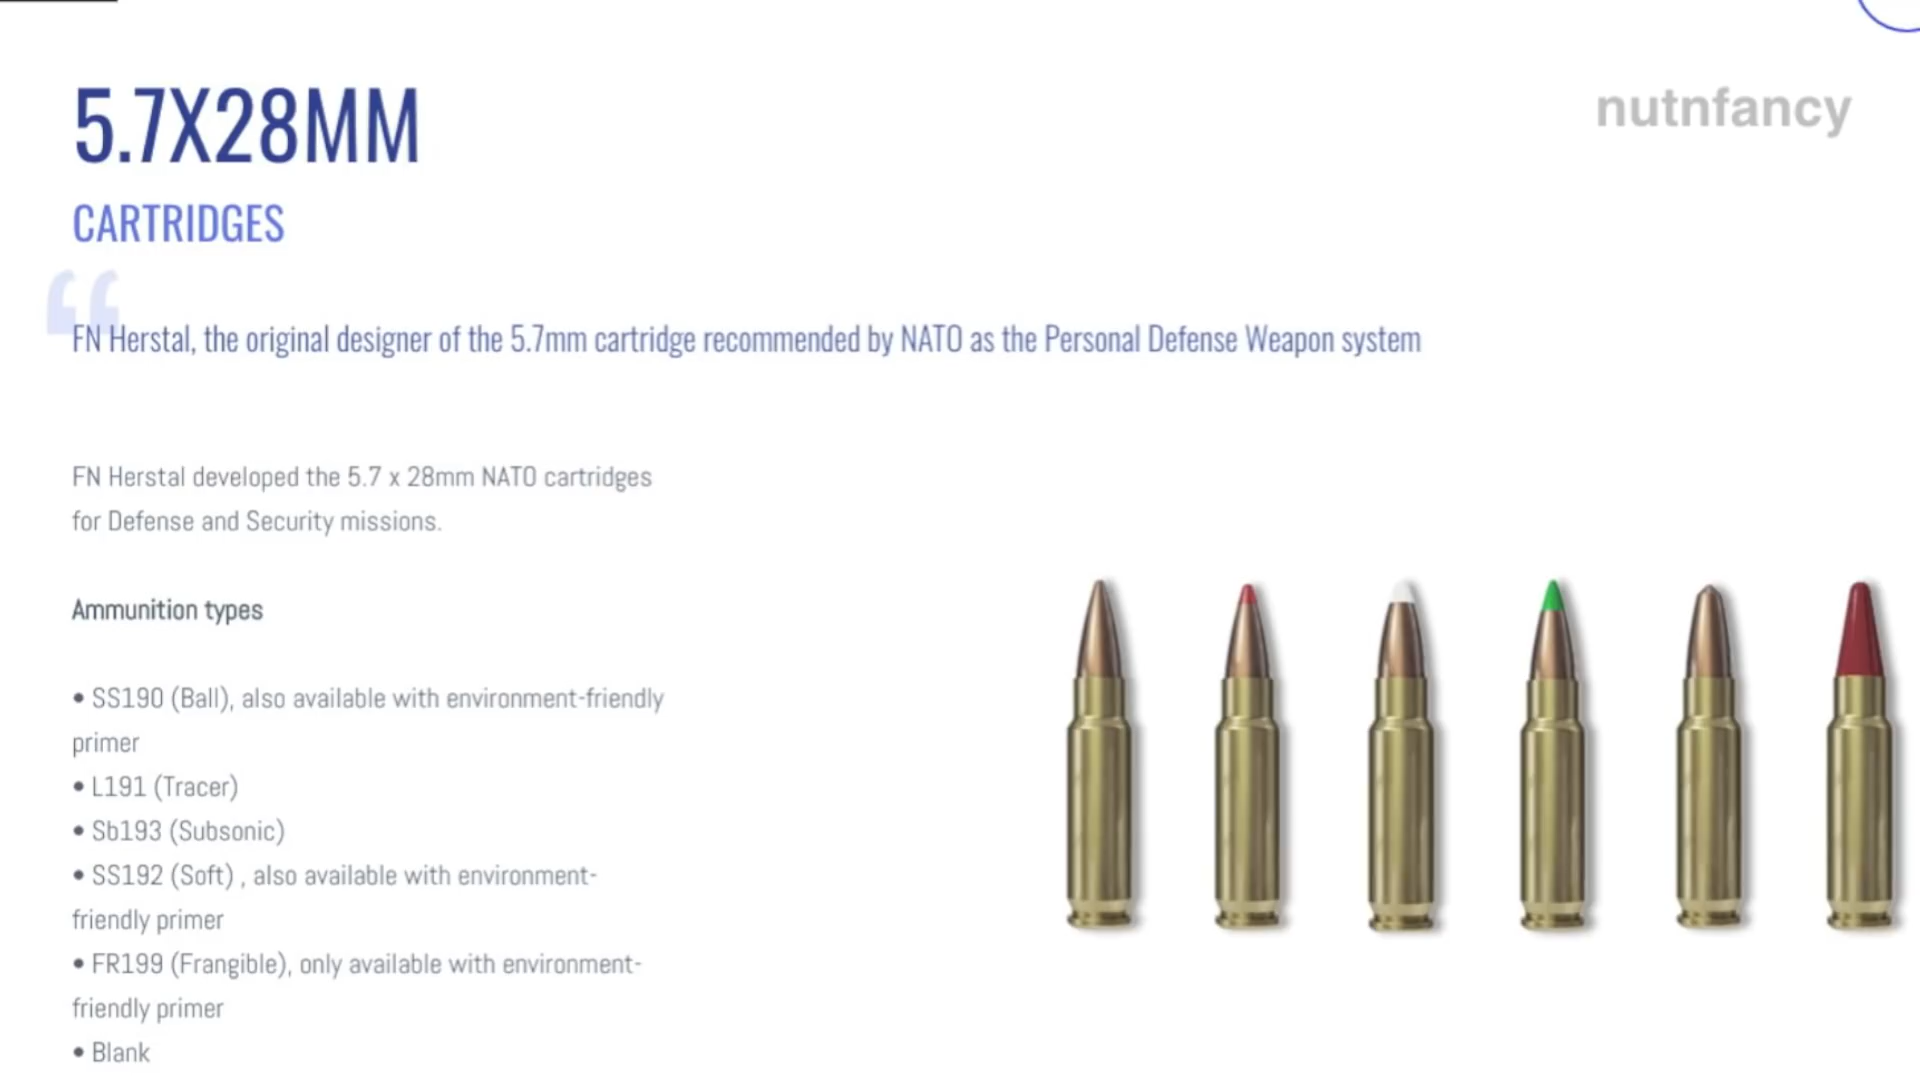 5.7X28MM
nutnfancy
CARTRIDGES
“
FN Herstal, the original designer of the 5.7mm cartridge recommended by NATO as the Personal Defense Weapon system
FN Herstal developed the 5.7 x 28mm NATO cartridges
for Defense and Security missions.
Ammunition types
• SS190 (Ball), also available with environment-friendly
primer
• L191 (Tracer)
• Sb193 (Subsonic)
• SS192 (Soft) , also available with environment-
friendly primer
• FR199 (Frangible), only available with environment-
friendly primer
• Blank